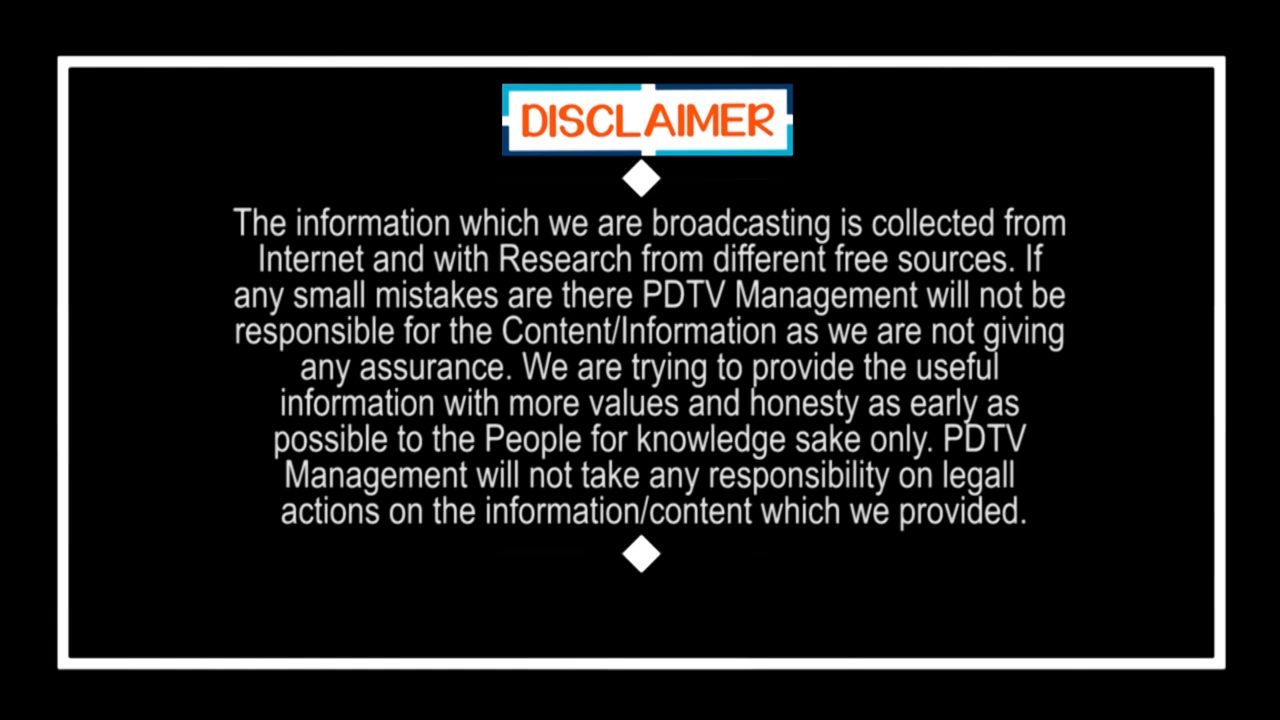 DISCLAIMER
The information which we are broadcasting is collected from
Internet and with Research from different free sources. If
any small mistakes are there PDTV Management will not be
responsible for the Content/Information as we are not giving
any assurance. We are trying to provide the useful
information with more values and honesty as early as
possible to the People for knowledge sake only. PDTV
Management will not take any responsibility on legall
actions on the information/content which we provided.